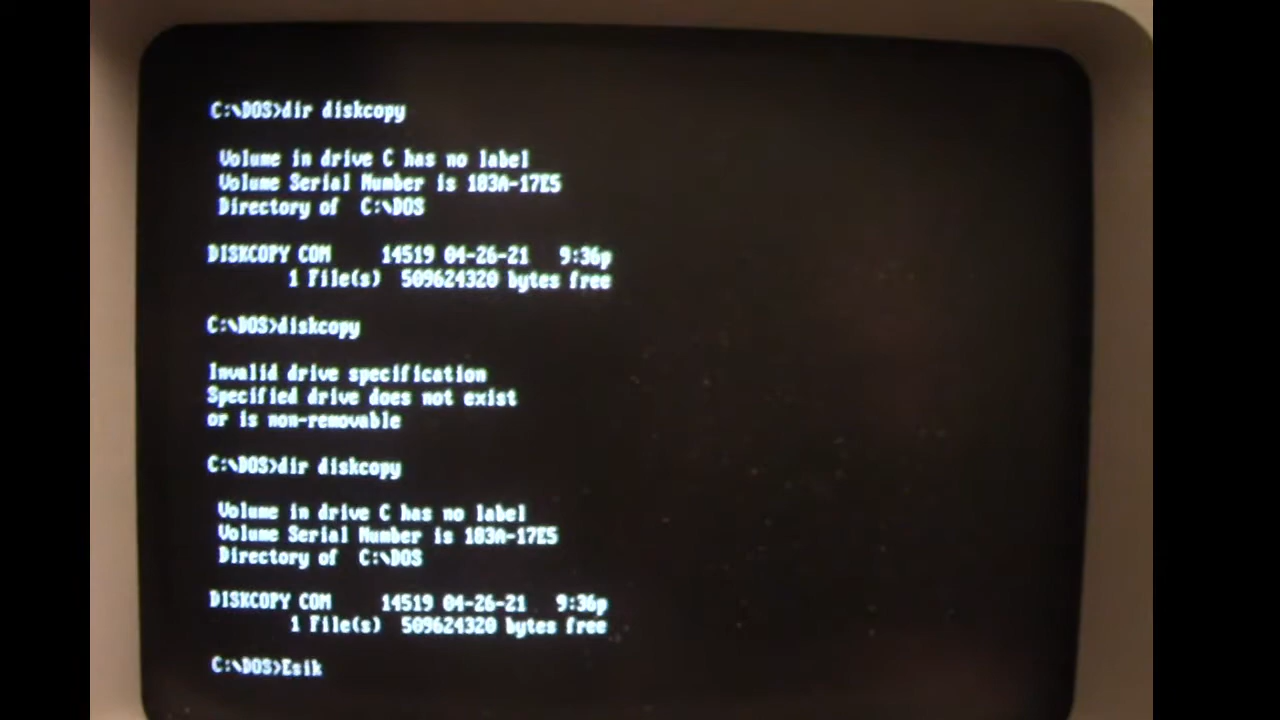 C:\DOS>dir diskcopy
Volume in drive C has no label
Volume Serial Number is 103A-17E5
Directory of C:\DOS
DISKCOPY COM 14519 04-26-21 9:36p
1 File(s) 509624320 bytes free
C:\DOS>diskcopy
Invalid drive specification
Specified drive does not exist
or is non-removable
C:\DOS>dir diskcopy
Volume in drive C has no label
Volume Serial Number is 103A-17E5
Directory of C:\DOS
DISKCOPY COM 14519 04-26-21 9:36p
1 File(s) 509624320 bytes free
C:\DOS>Esik